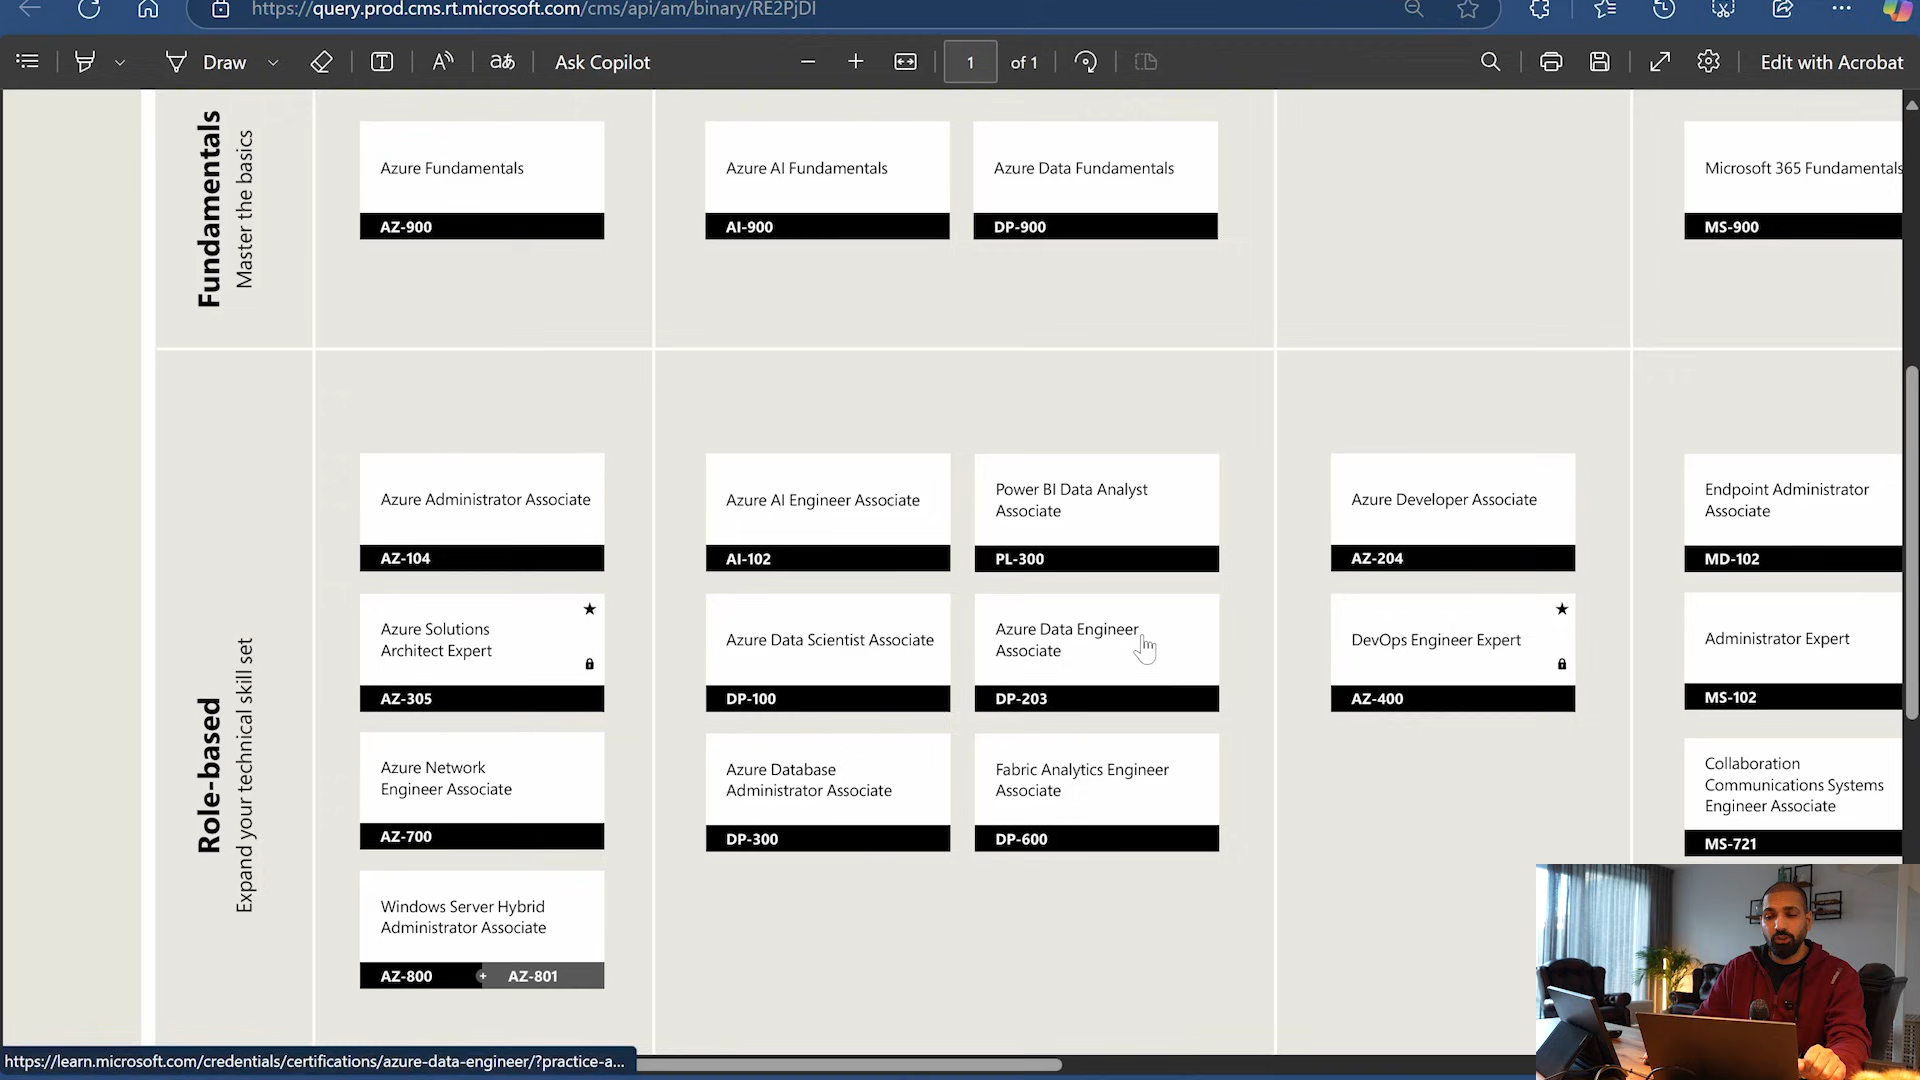 https://query.prod.cms.rt.microsoft.com/cms/api/am/binary/RE2PjDI
Draw
Ask Copilot
1
of 1
Edit with Acrobat
Fundamentals
Master the basics
Azure Fundamentals
AZ-900
Azure AI Fundamentals
AI-900
Azure Data Fundamentals
DP-900
Microsoft 365 Fundamentals
MS-900
Role-based
Expand your technical skill set
Azure Administrator Associate
AZ-104
Azure AI Engineer Associate
AI-102
Power BI Data Analyst
Associate
PL-300
Azure Developer Associate
AZ-204
Endpoint Administrator
Associate
MD-102
Azure Solutions
Architect Expert
AZ-305
Azure Data Scientist Associate
DP-100
Azure Data Engineer
Associate
DP-203
DevOps Engineer Expert
AZ-400
Administrator Expert
MS-102
Azure Network
Engineer Associate
AZ-700
Azure Database
Administrator Associate
DP-300
Fabric Analytics Engineer
Associate
DP-600
Collaboration
Communications Systems
Engineer Associate
MS-721
Windows Server Hybrid
Administrator Associate
AZ-800 + AZ-801
https://learn.microsoft.com/credentials/certifications/azure-data-engineer/?practice-a...